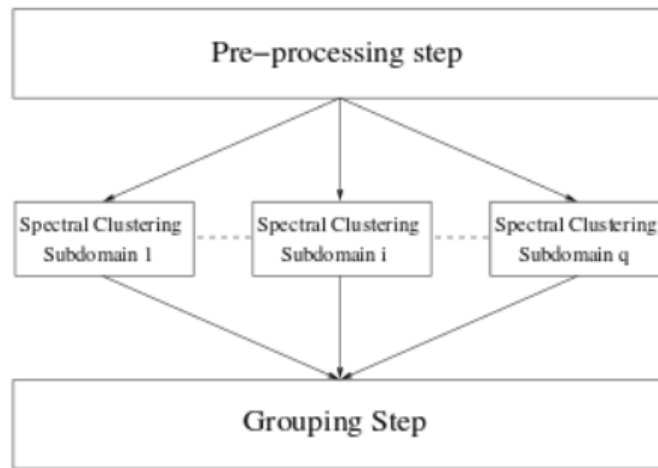 Pre-processing step
Spectral Clustering
Subdomain 1
Spectral Clustering
Subdomain i
Spectral Clustering
Subdomain q
Grouping Step